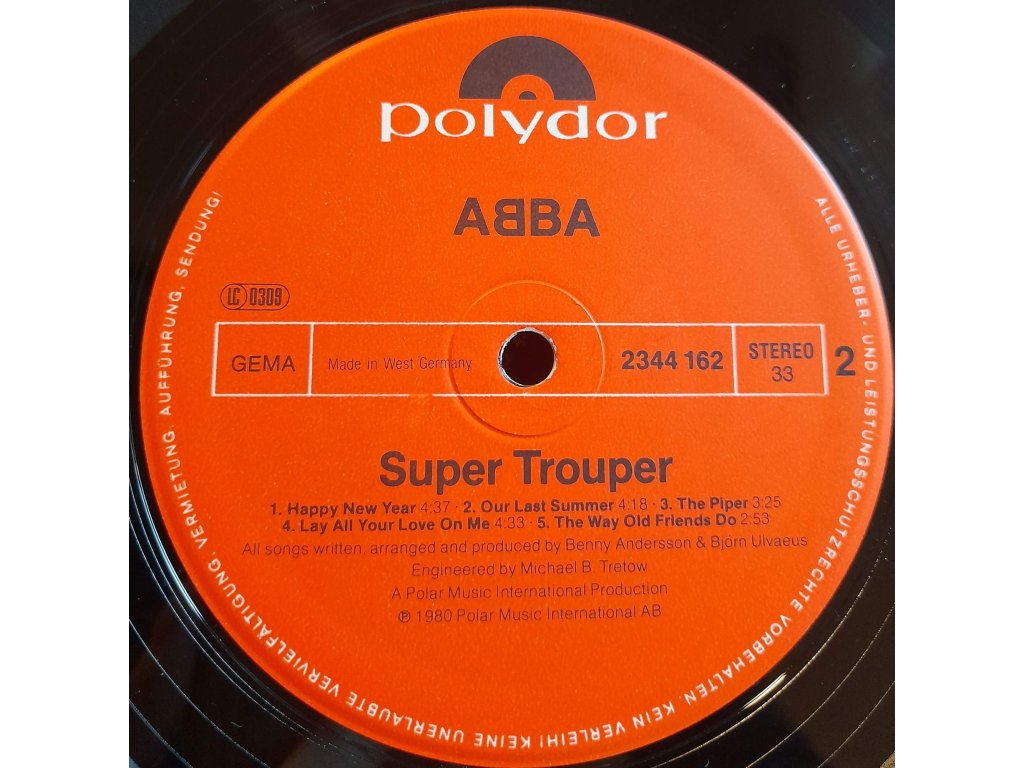 polydor
ABBA
LC 0309
GEMA
Made in West Germany
2344 162
STEREO
33
2
Super Trouper
1. Happy New Year 4:37 · 2. Our Last Summer 4:18 · 3. The Piper 3:25
4. Lay All Your Love On Me 4:33 · 5. The Way Old Friends Do 2:53
All songs written, arranged and produced by Benny Andersson & Björn Ulvaeus
Engineered by Michael B. Tretow
A Polar Music International Production
℗ 1980 Polar Music International AB
ALLE URHEBER- UND LEISTUNGSSCHUTZRECHTE VORBEHALTEN. KEIN VERLEIH! KEINE UNERLAUBTE VERVIELFÄLTIGUNG, VERMIETUNG, AUFFÜHRUNG, SENDUNG!